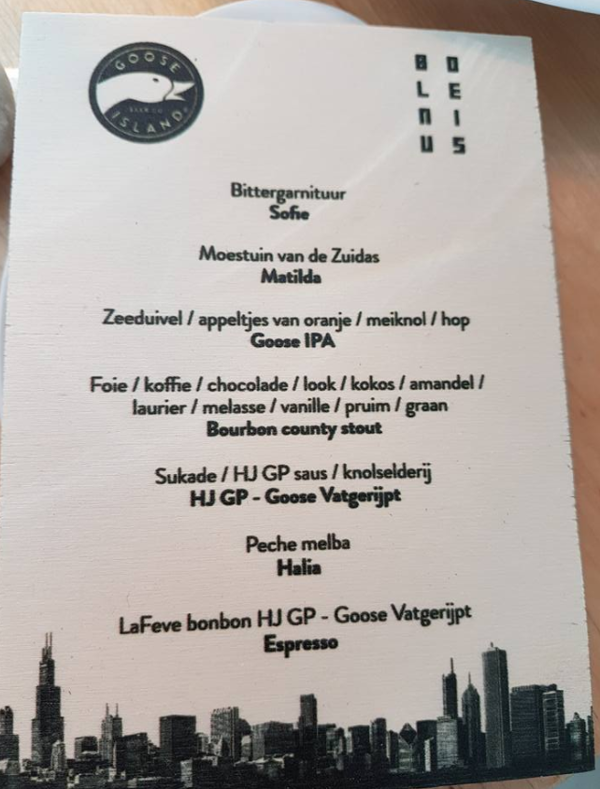 GOOSE
BEER CO.
ISLAND
BOLENIUS
Bittergarnituur
Sofie
Moestuin van de Zuidas
Matilda
Zeeduivel / appeltjes van oranje / meiknol / hop
Goose IPA
Foie / koffie / chocolade / look / kokos / amandel /
laurier / melasse / vanille / pruim / graan
Bourbon county stout
Sukade / HJ GP saus / knolselderij
HJ GP - Goose Vatgerijpt
Peche melba
Halia
LaFeve bonbon HJ GP - Goose Vatgerijpt
Espresso